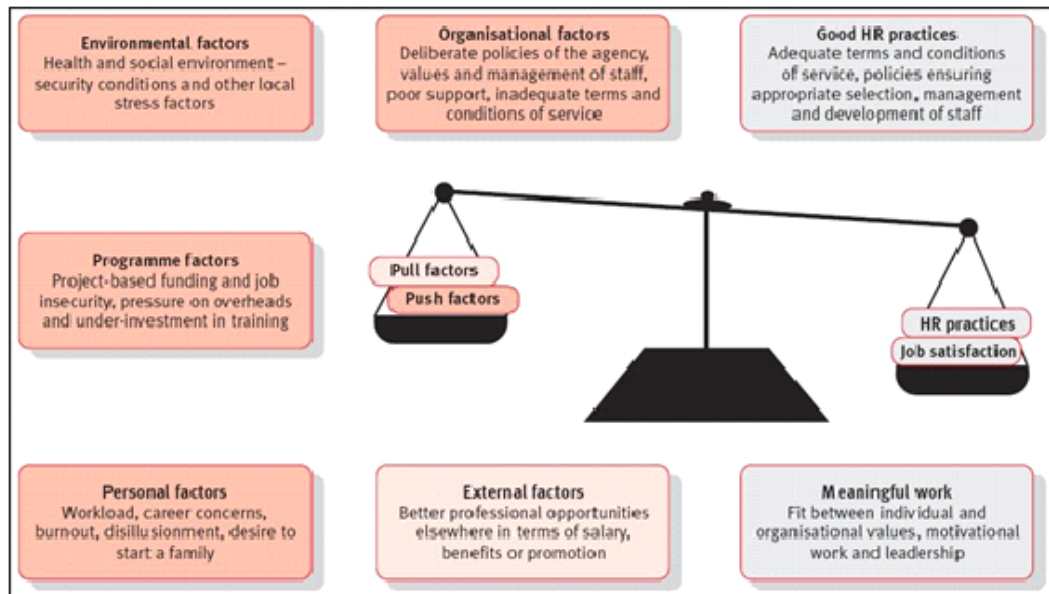 Environmental factors
Health and social environment –
security conditions and other local
stress factors
Organisational factors
Deliberate policies of the agency,
values and management of staff,
poor support, inadequate terms and
conditions of service
Good HR practices
Adequate terms and conditions
of service, policies ensuring
appropriate selection, management
and development of staff
Programme factors
Project-based funding and job
insecurity, pressure on overheads
and under-investment in training
Pull factors
Push factors
HR practices
Job satisfaction
Personal factors
Workload, career concerns,
burnout, disillusionment, desire to
start a family
External factors
Better professional opportunities
elsewhere in terms of salary,
benefits or promotion
Meaningful work
Fit between individual and
organisational values, motivational
work and leadership